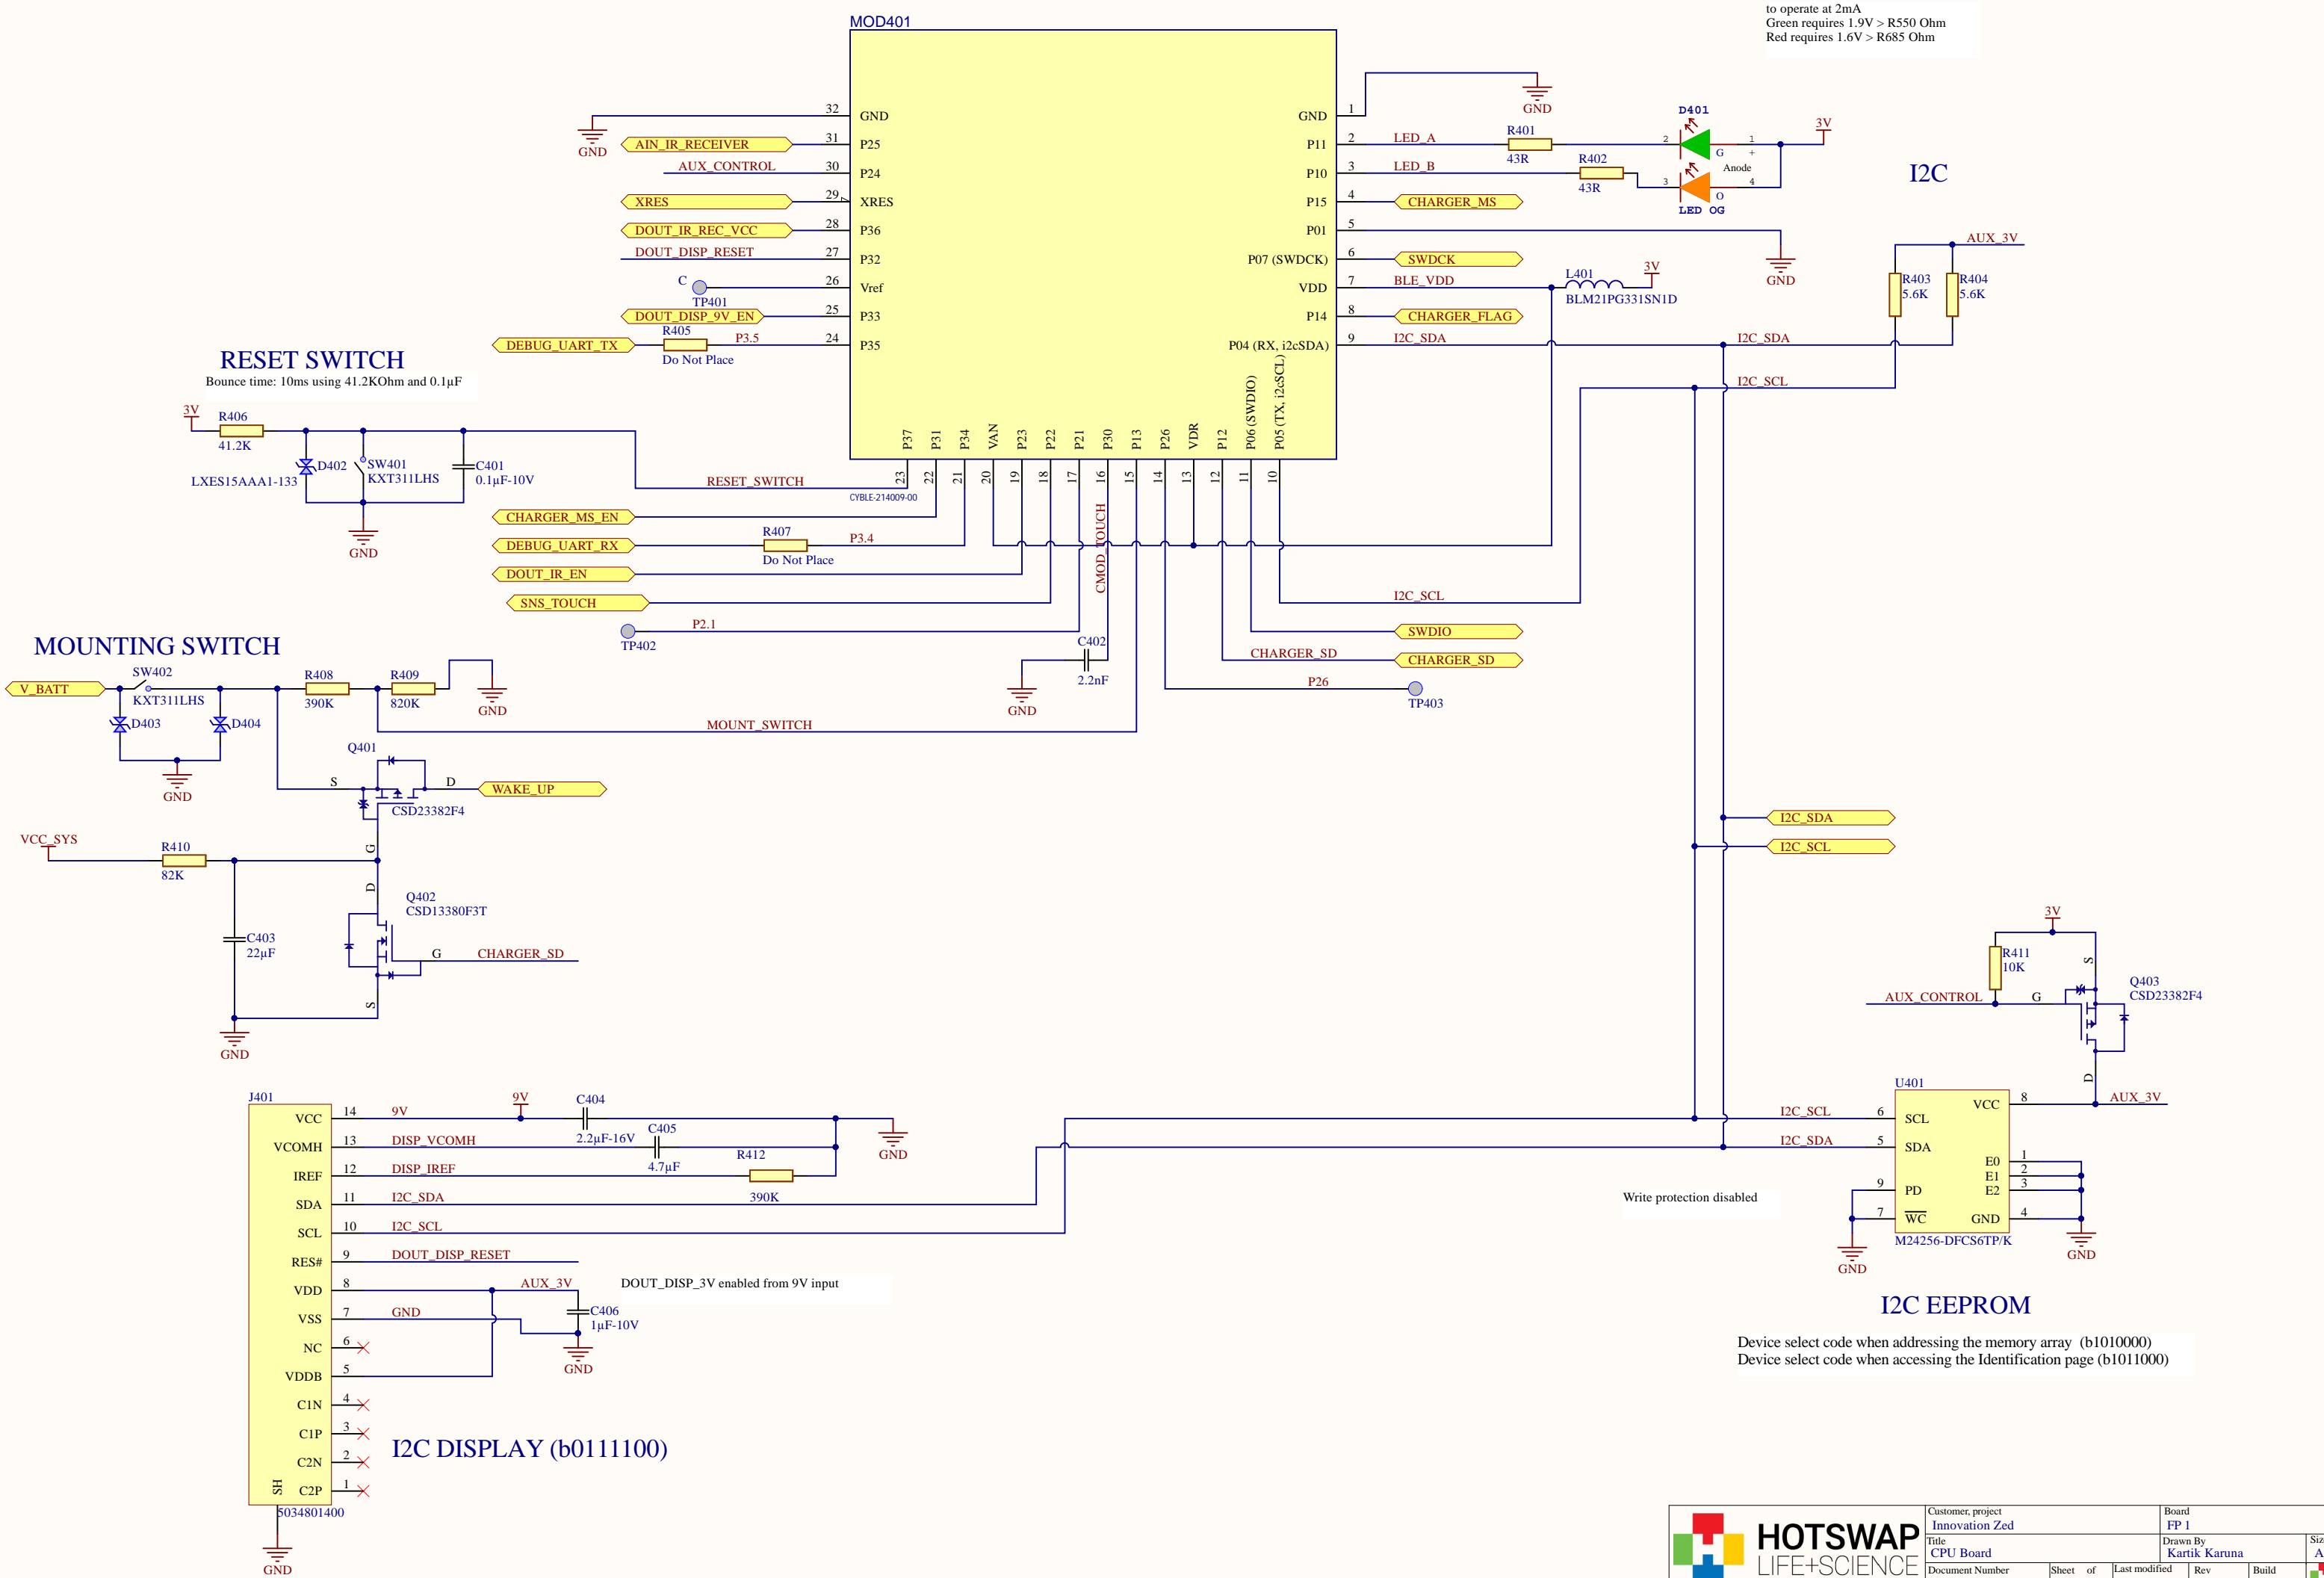 to operate at 2mA
Green requires 1.9V > R550 Ohm
Red requires 1.6V > R685 Ohm
MOD401
32 GND
GND
31 P25
AIN_IR_RECEIVER
30 P24
AUX_CONTROL
29 XRES
XRES
28 P36
DOUT_IR_REC_VCC
27 P32
DOUT_DISP_RESET
26 Vref
C
TP401
25 P33
DOUT_DISP_9V_EN
24 P35
DEBUG_UART_TX
R405
Do Not Place
P3.5
GND 1
GND
P11 2 LED_A
R401
43R
P10 3 LED_B
R402
43R
D401
2 G 1 +
Anode
3 O 4
LED OG
3V
P15 4 CHARGER_MS
P01 5
GND
P07 (SWDCK) 6 SWDCK
VDD 7 BLE_VDD
L401
BLM21PG331SN1D
3V
P14 8 CHARGER_FLAG
P04 (RX, i2cSDA) 9 I2C_SDA
I2C_SDA
I2C_SCL
I2C
AUX_3V
R403
5.6K
R404
5.6K
P37 P31 P34 VAN P23 P22 P21 P30 P13 P26 VDR P12 P06 (SWDIO) P05 (TX, i2cSCL)
23 22 21 20 19 18 17 16 15 14 13 12 11 10
CYBLE-214009-00
RESET SWITCH
Bounce time: 10ms using 41.2KOhm and 0.1µF
3V
R406
41.2K
D402
LXES15AAA1-133
SW401
KXT311LHS
C401
0.1µF-10V
GND
RESET_SWITCH
CHARGER_MS_EN
DEBUG_UART_RX
R407
Do Not Place
P3.4
DOUT_IR_EN
SNS_TOUCH
CMOD_TOUCH
I2C_SCL
P2.1
TP402
C402
2.2nF
GND
SWDIO
CHARGER_SD
CHARGER_SD
P26
TP403
MOUNTING SWITCH
V_BATT
SW402
KXT311LHS
D403
D404
GND
R408
390K
R409
820K
GND
MOUNT_SWITCH
Q401
S D
WAKE_UP
CSD23382F4
G
VCC_SYS
R410
82K
D
Q402
CSD13380F3T
G CHARGER_SD
C403
22µF
S
GND
I2C_SDA
I2C_SCL
3V
R411
10K
S
AUX_CONTROL G
Q403
CSD23382F4
D
AUX_3V
U401
I2C_SCL 6 SCL
I2C_SDA 5 SDA
9 PD
7 WC
VCC 8
E0 1
E1 2
E2 3
GND 4
M24256-DFCS6TP/K
GND
GND
Write protection disabled
I2C EEPROM
Device select code when addressing the memory array (b1010000)
Device select code when accessing the Identification page (b1011000)
J401
VCC 14 9V
9V
C404
2.2µF-16V
VCOMH 13 DISP_VCOMH
C405
4.7µF
GND
IREF 12 DISP_IREF
R412
390K
SDA 11 I2C_SDA
SCL 10 I2C_SCL
RES# 9 DOUT_DISP_RESET
VDD 8 AUX_3V
DOUT_DISP_3V enabled from 9V input
VSS 7 GND
C406
1µF-10V
GND
NC 6
VDDB 5
C1N 4
C1P 3
C2N 2
C2P 1
SH
5034801400
GND
I2C DISPLAY (b0111100)
HOTSWAP
LIFE+SCIENCE
Customer, project
Innovation Zed
Board
FP 1
Title
CPU Board
Drawn By
Kartik Karuna
Document Number
Sheet of
Last modified
Rev
Build